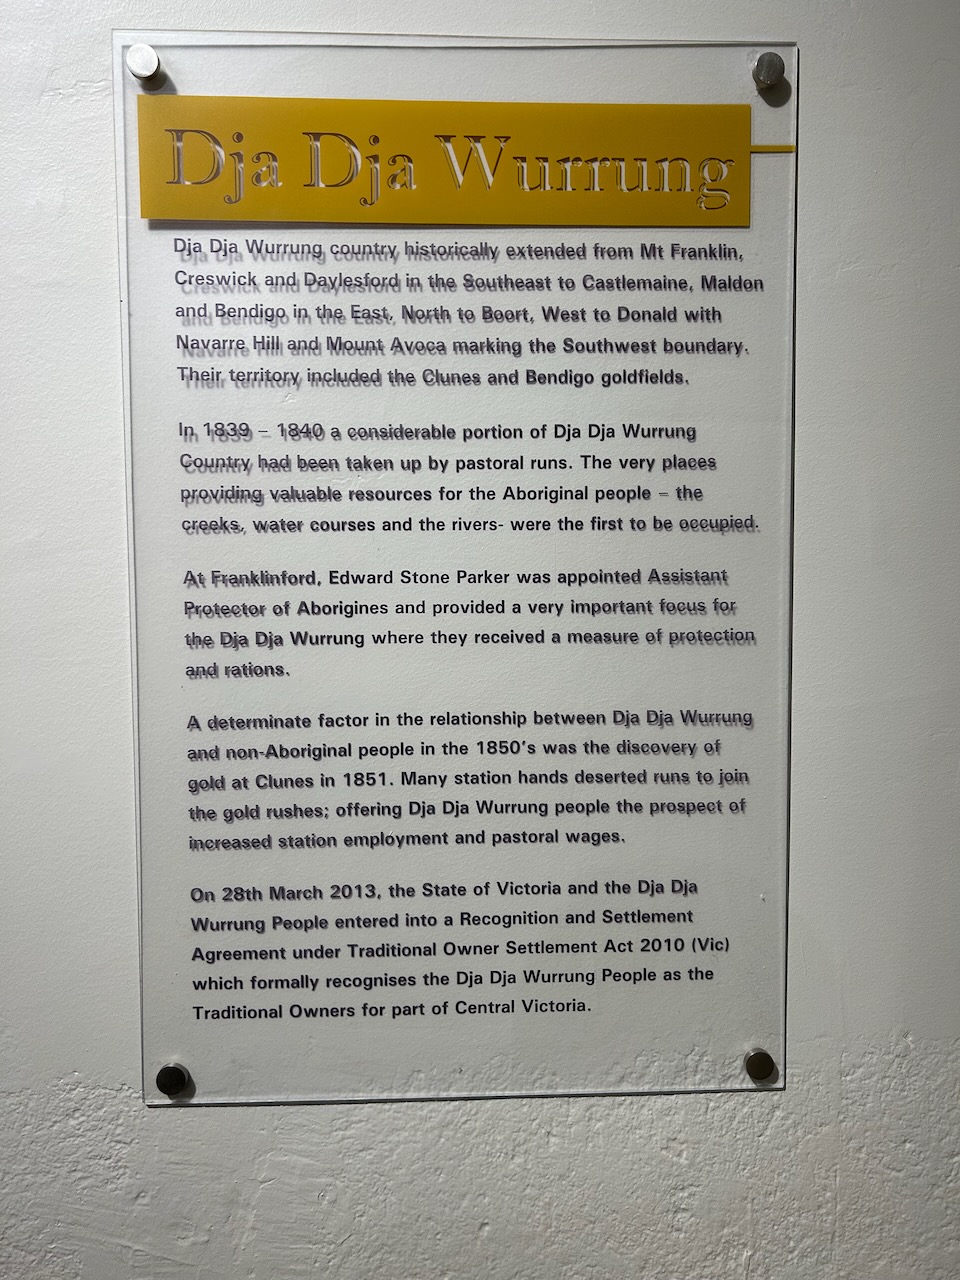 Dja Dja Wurrung
Dja Dja Wurrung country historically extended from Mt Franklin,
Creswick and Daylesford in the Southeast to Castlemaine, Maldon
and Bendigo in the East, North to Boort, West to Donald with
Navarre Hill and Mount Avoca marking the Southwest boundary.
Their territory included the Clunes and Bendigo goldfields.
In 1839 – 1840 a considerable portion of Dja Dja Wurrung
Country had been taken up by pastoral runs. The very places
providing valuable resources for the Aboriginal people – the
creeks, water courses and the rivers- were the first to be occupied.
At Franklinford, Edward Stone Parker was appointed Assistant
Protector of Aborigines and provided a very important focus for
the Dja Dja Wurrung where they received a measure of protection
and rations.
A determinate factor in the relationship between Dja Dja Wurrung
and non-Aboriginal people in the 1850's was the discovery of
gold at Clunes in 1851. Many station hands deserted runs to join
the gold rushes; offering Dja Dja Wurrung people the prospect of
increased station employment and pastoral wages.
On 28th March 2013, the State of Victoria and the Dja Dja
Wurrung People entered into a Recognition and Settlement
Agreement under Traditional Owner Settlement Act 2010 (Vic)
which formally recognises the Dja Dja Wurrung People as the
Traditional Owners for part of Central Victoria.